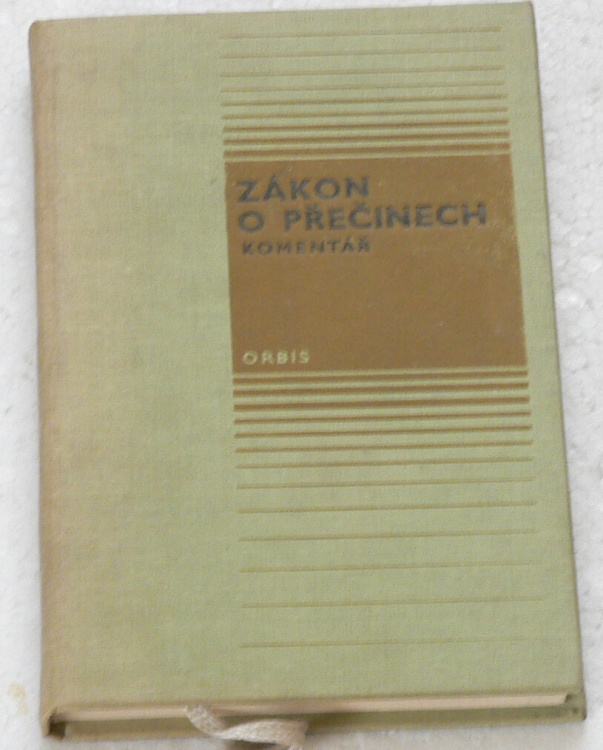 ZÁKON
O PŘEČINECH
KOMENTÁŘ
ORBIS